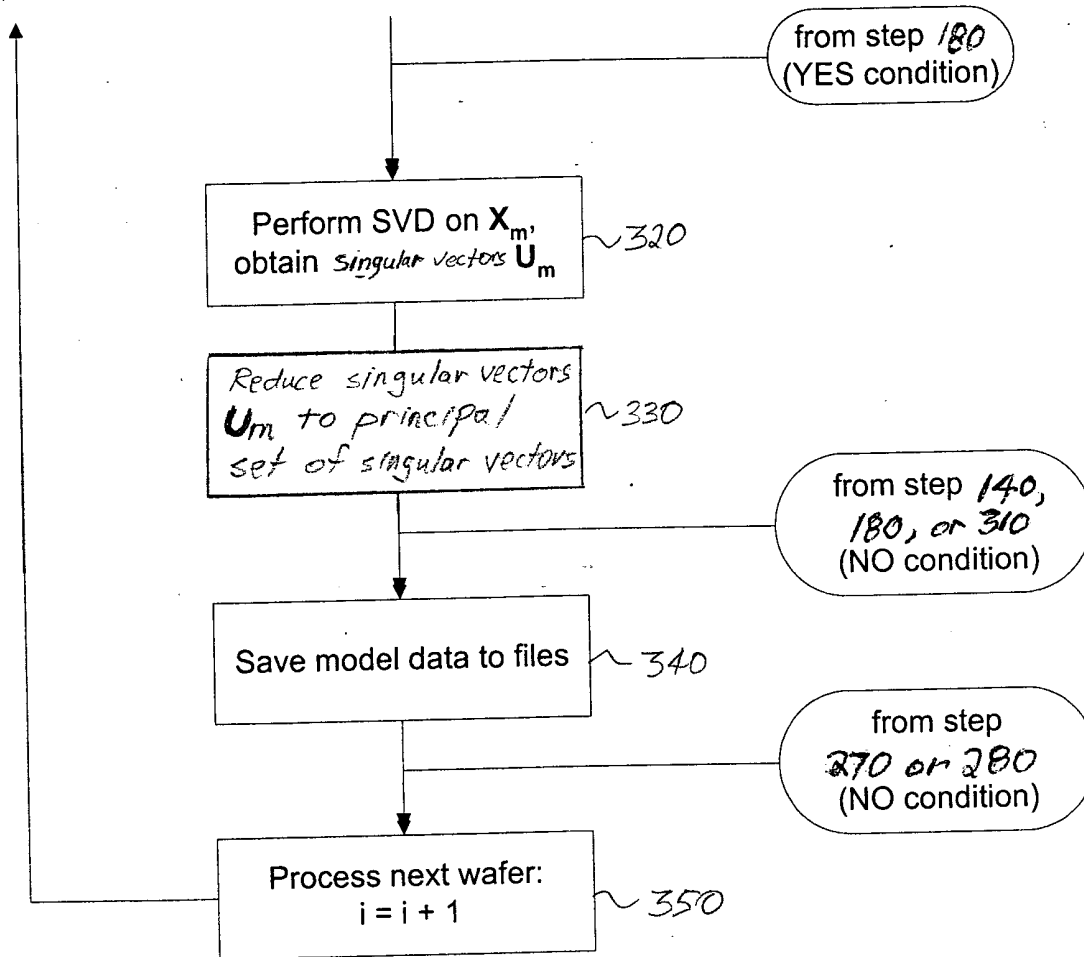 from step 180
(YES condition)
Perform SVD on Xm,
obtain singular vectors Um
320
Reduce singular vectors
Um to principal
set of singular vectors
330
from step 140,
180, or 310
(NO condition)
Save model data to files
340
from step
270 or 280
(NO condition)
Process next wafer:
i = i + 1
350